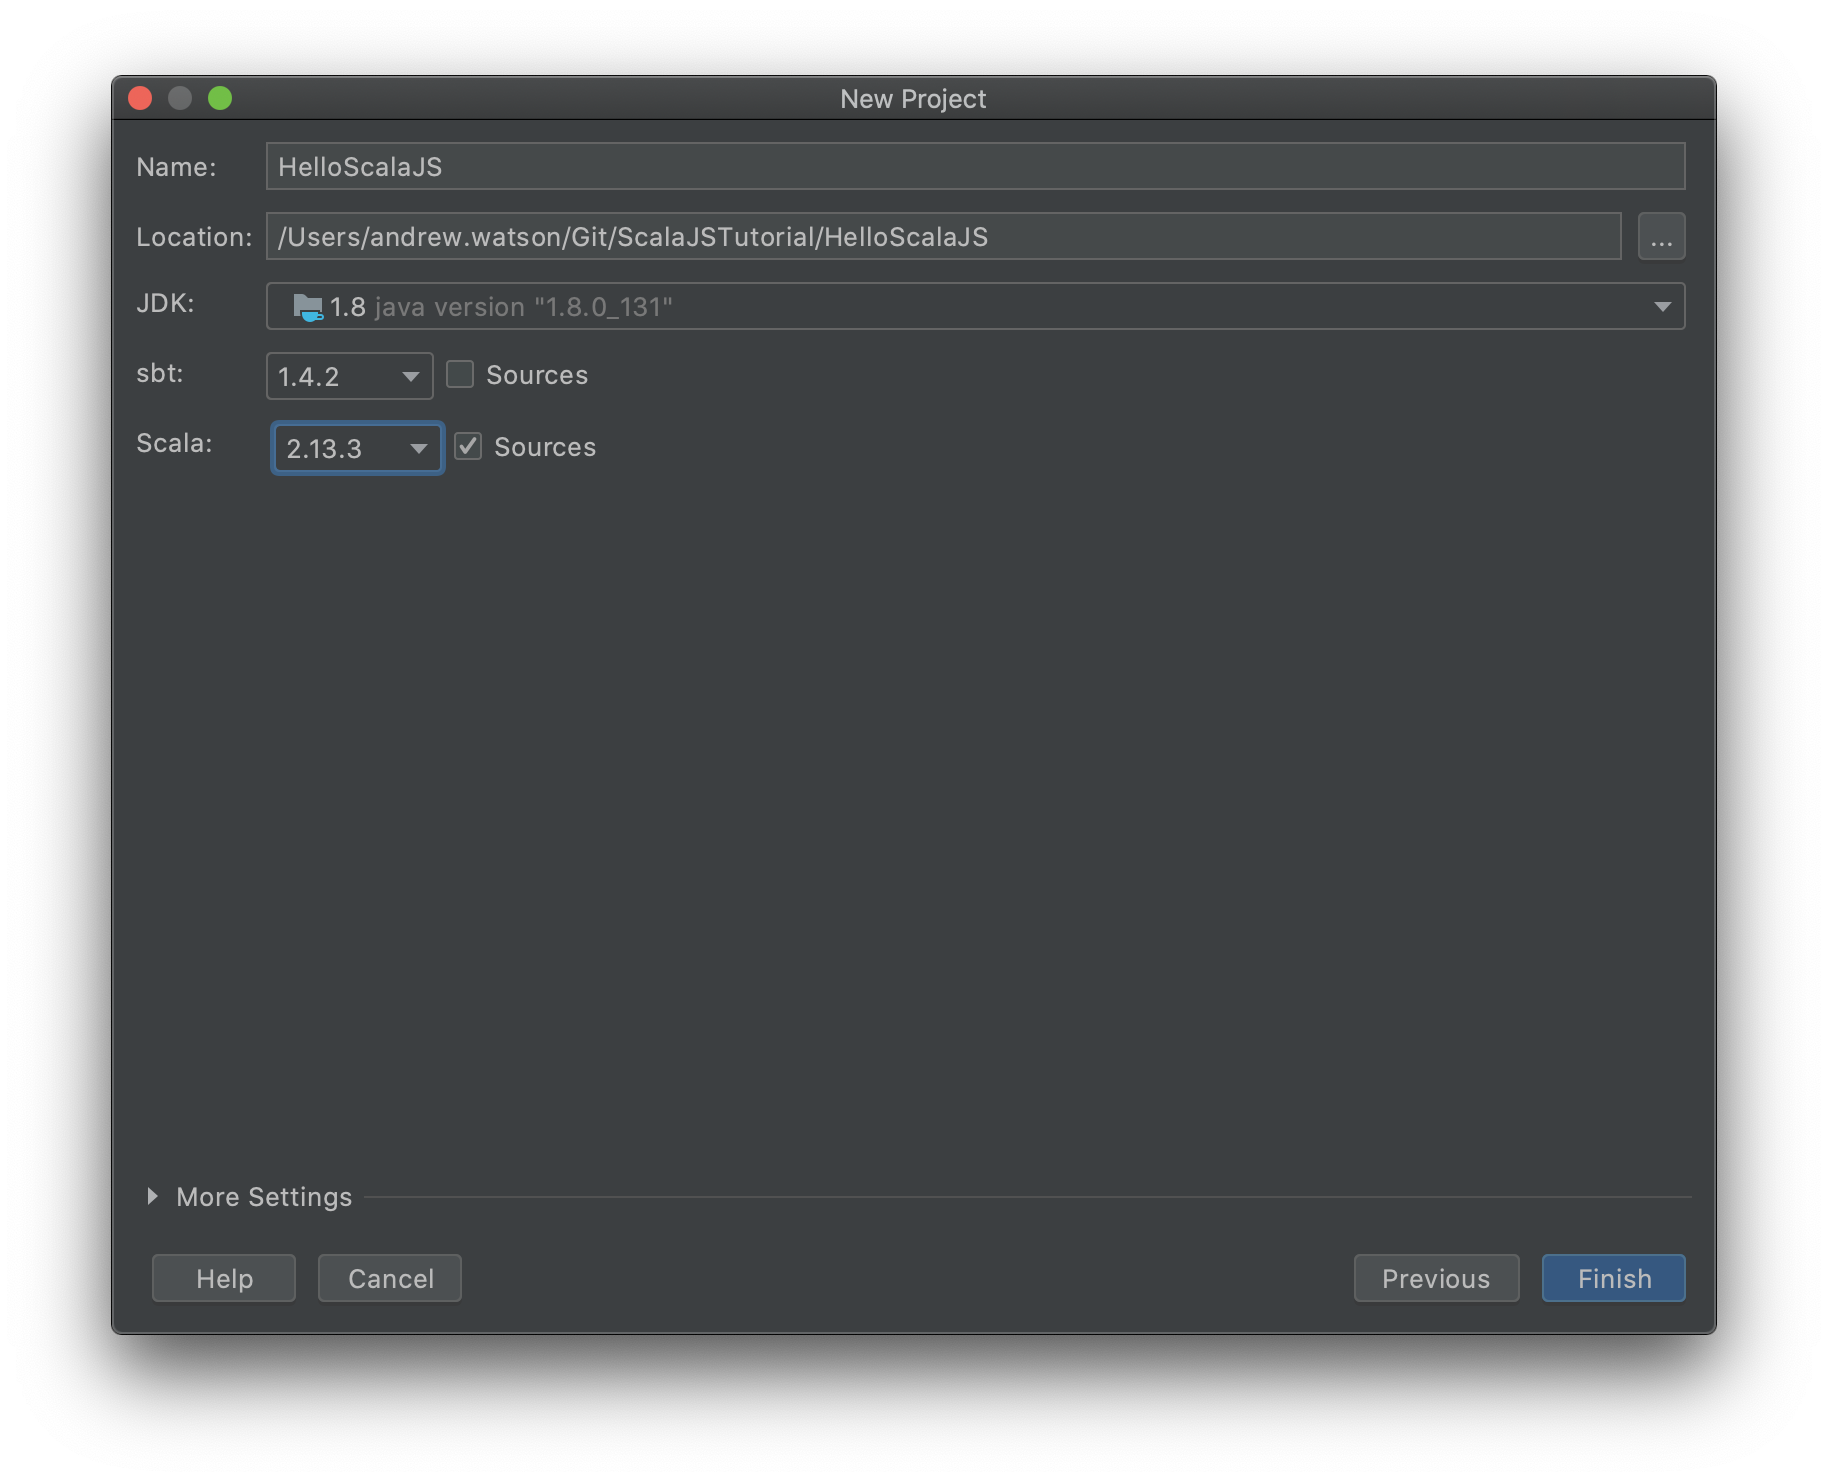 New Project
Name: HelloScalaJS
Location: /Users/andrew.watson/Git/ScalaJSTutorial/HelloScalaJS ...
JDK: 1.8 java version "1.8.0_131"
sbt: 1.4.2 Sources
Scala: 2.13.3 Sources
More Settings
Help Cancel Previous Finish